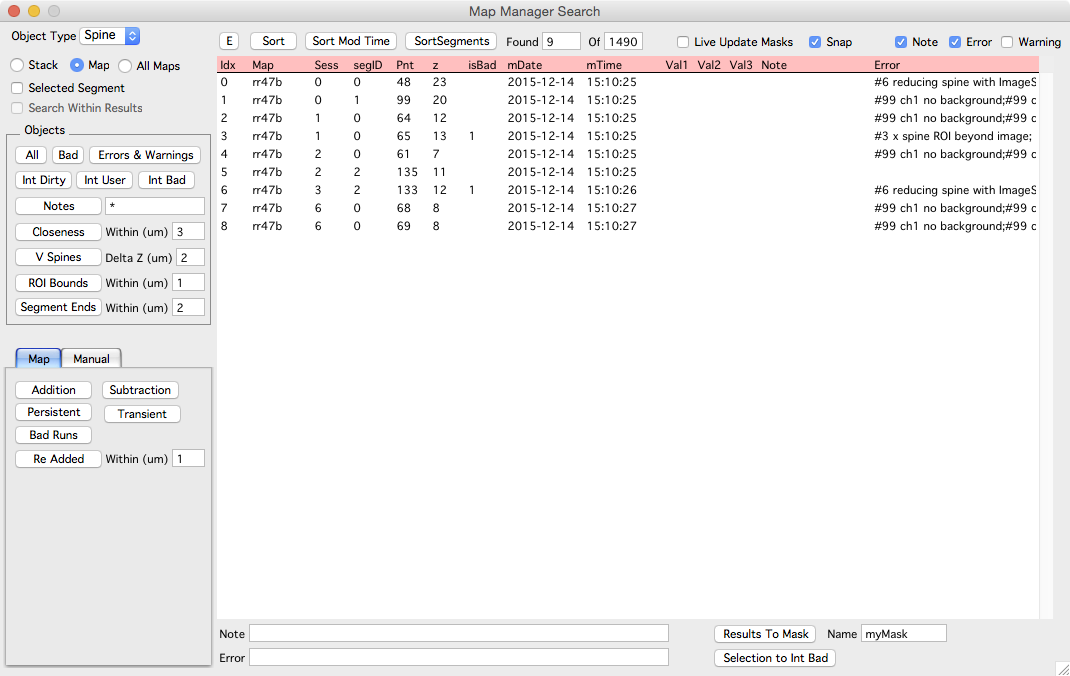 Map Manager Search
Object Type Spine
Stack Map All Maps
Selected Segment
Search Within Results
Objects
All Bad Errors & Warnings
Int Dirty Int User Int Bad
Notes *
Closeness Within (um) 3
V Spines Delta Z (um) 2
ROI Bounds Within (um) 1
Segment Ends Within (um) 2
Map Manual
Addition Subtraction
Persistent Transient
Bad Runs
Re Added Within (um) 1
E Sort Sort Mod Time SortSegments Found 9 Of 1490 Live Update Masks Snap Note Error Warning
Idx Map Sess segID Pnt z isBad mDate mTime Val1 Val2 Val3 Note Error
0 rr47b 0 0 48 23 2015-12-14 15:10:25 #6 reducing spine with ImageS
1 rr47b 0 1 99 20 2015-12-14 15:10:25 #99 ch1 no background;#99 c
2 rr47b 1 0 64 12 2015-12-14 15:10:25 #99 ch1 no background;#99 c
3 rr47b 1 0 65 13 1 2015-12-14 15:10:25 #3 x spine ROI beyond image;
4 rr47b 2 0 61 7 2015-12-14 15:10:25 #99 ch1 no background;#99 c
5 rr47b 2 2 135 11 2015-12-14 15:10:25
6 rr47b 3 2 133 12 1 2015-12-14 15:10:26 #6 reducing spine with ImageS
7 rr47b 6 0 68 8 2015-12-14 15:10:27 #99 ch1 no background;#99 c
8 rr47b 6 0 69 8 2015-12-14 15:10:27 #99 ch1 no background;#99 c
Note Results To Mask Name myMask
Error Selection to Int Bad